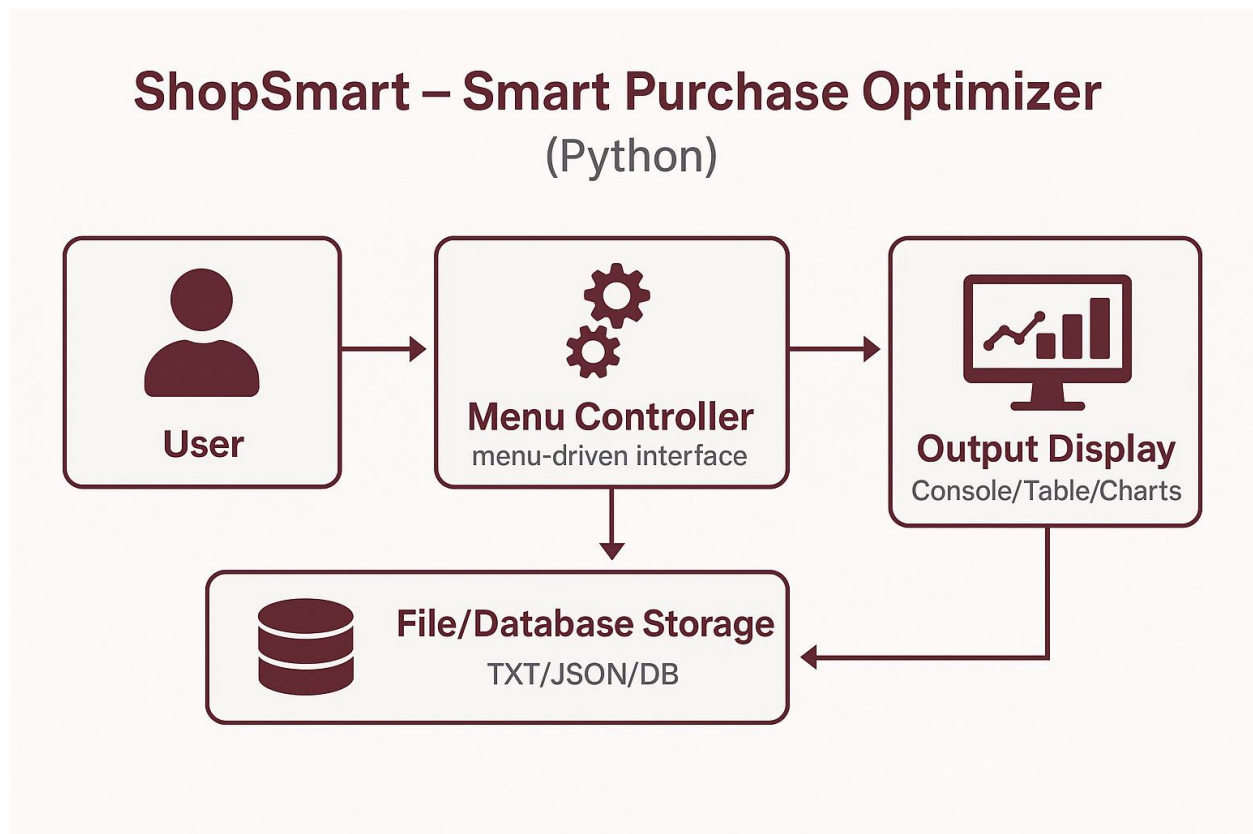 ShopSmart – Smart Purchase Optimizer
(Python)
User
Menu Controller
menu-driven interface
Output Display
Console/Table/Charts
File/Database Storage
TXT/JSON/DB